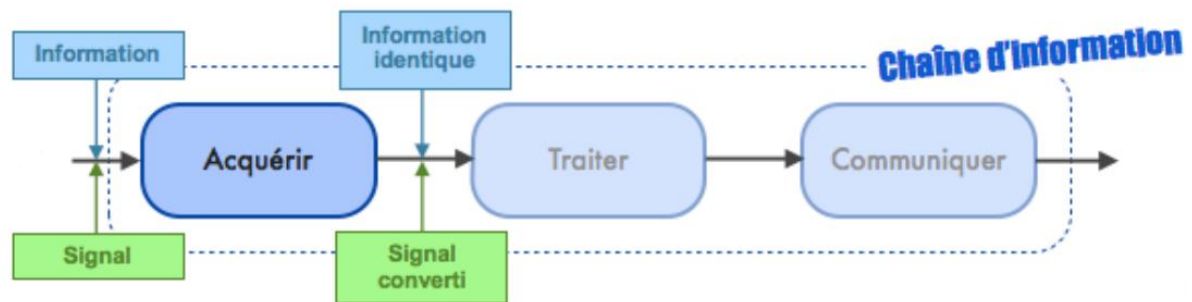 Information
Information
identique
Chaîne d'information
Acquérir
Traiter
Communiquer
Signal
Signal
converti